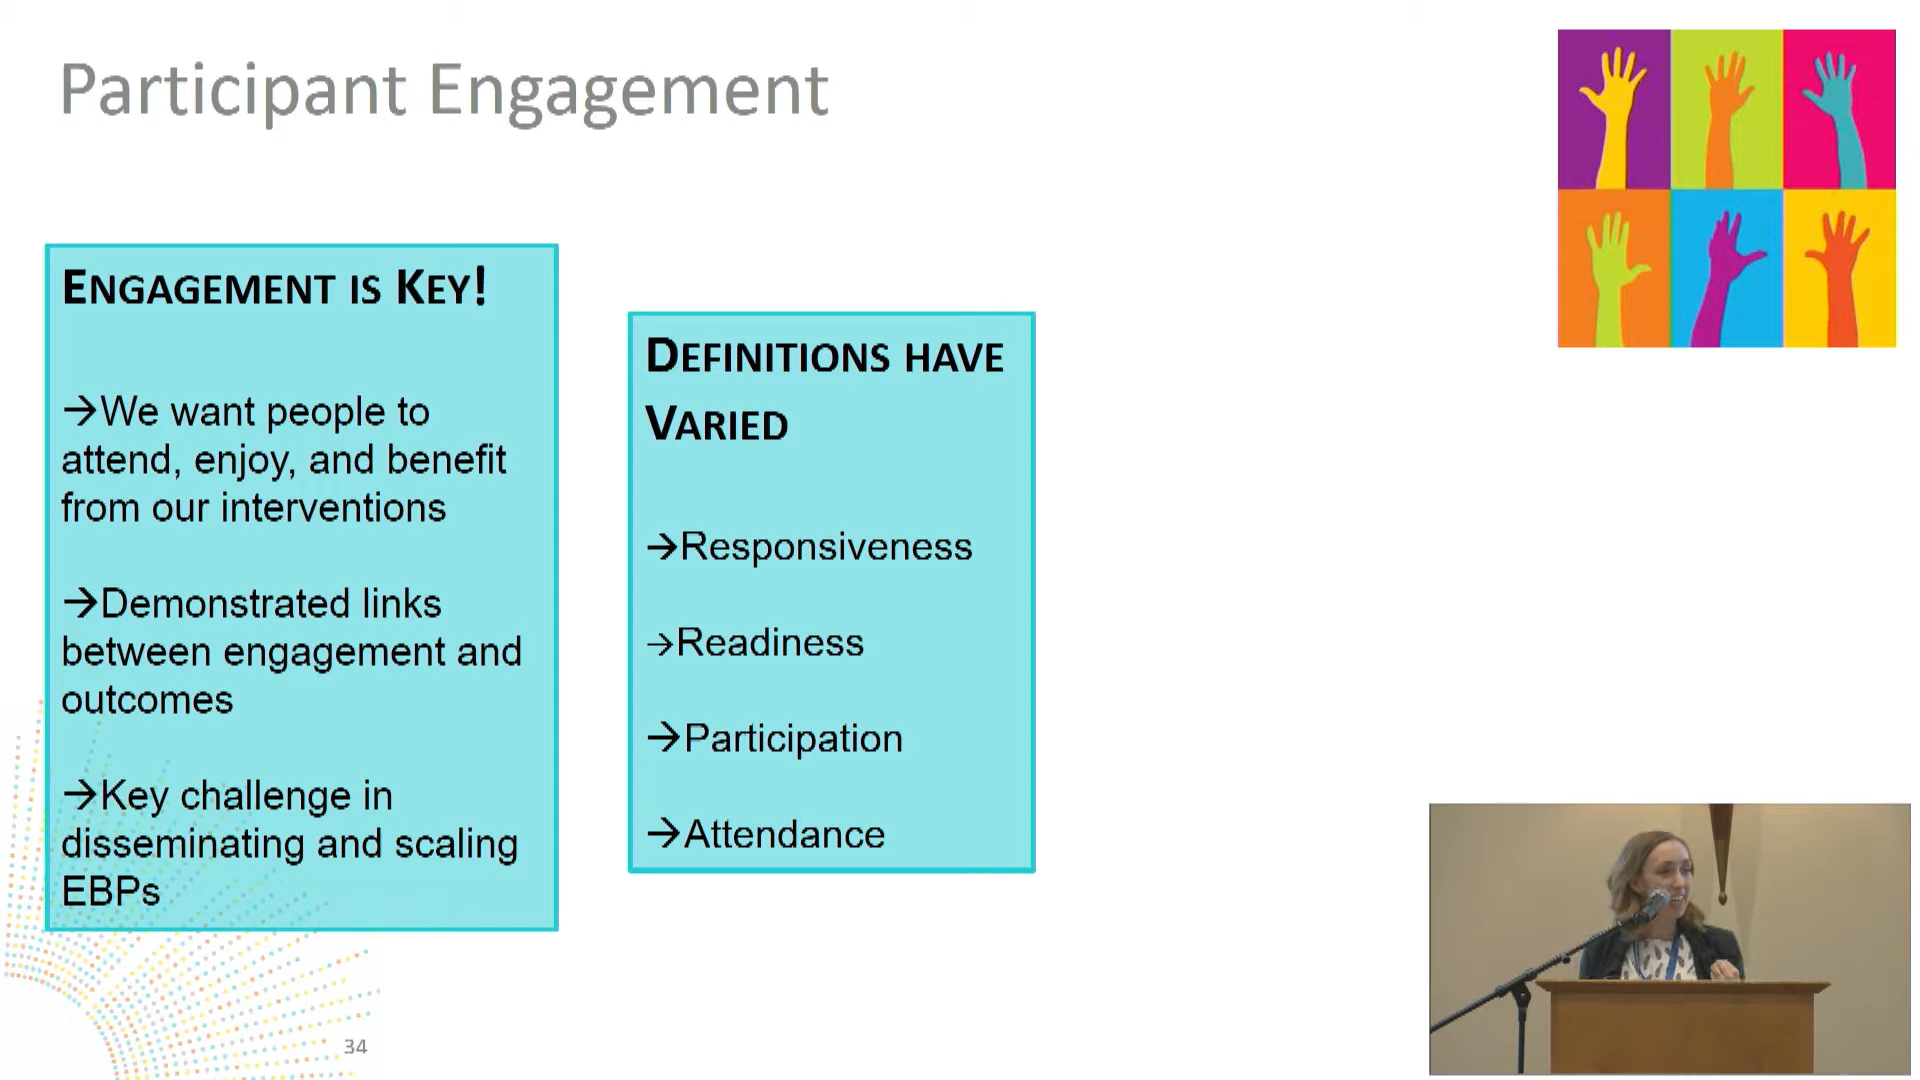 Participant Engagement
ENGAGEMENT IS KEY!
→We want people to
attend, enjoy, and benefit
from our interventions
→Demonstrated links
between engagement and
outcomes
→Key challenge in
disseminating and scaling
EBPs
DEFINITIONS HAVE
VARIED
→Responsiveness
→Readiness
→Participation
→Attendance
34